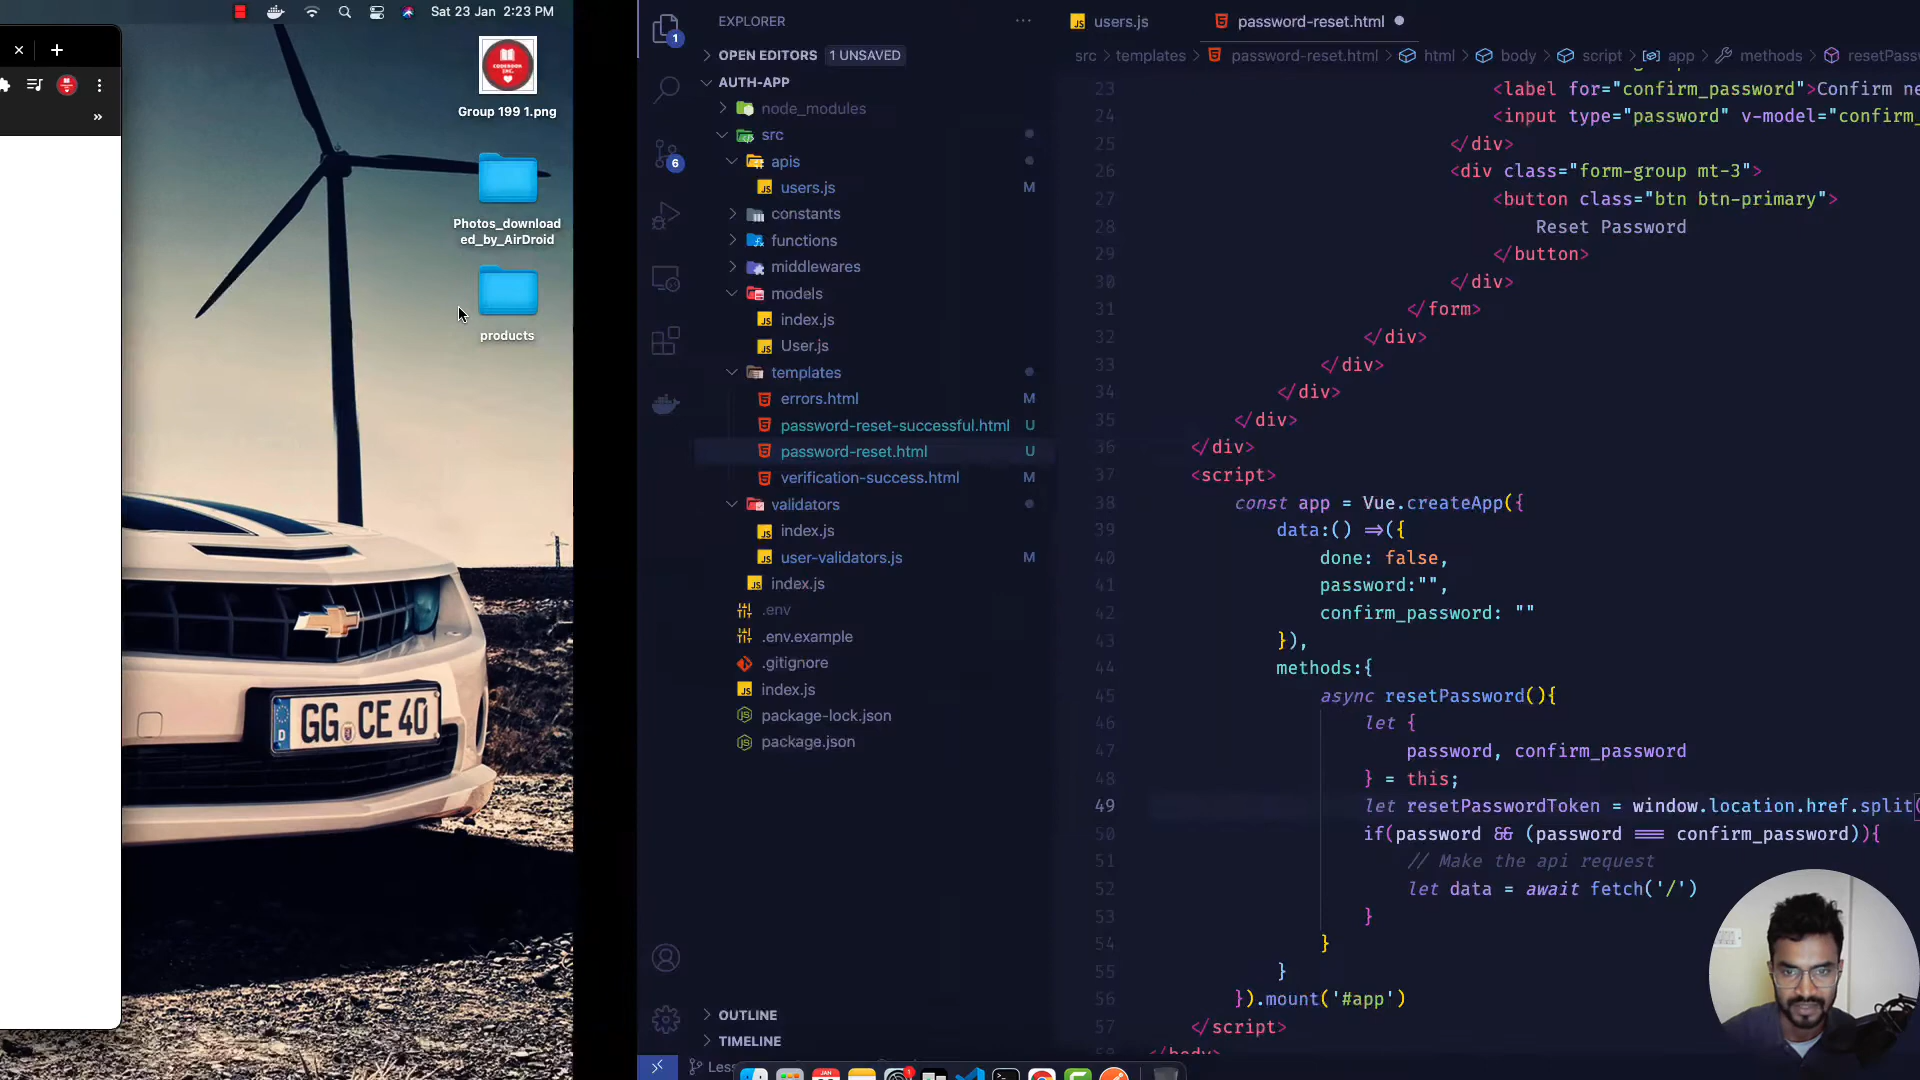 Sat 23 Jan 2:23 PM
Group 199 1.png
Photos_download
ed_by_AirDroid
products
GG CE 40
D
EXPLORER
OPEN EDITORS 1 UNSAVED
AUTH-APP
node_modules
src
apis
users.js M
constants
functions
middlewares
models
index.js
User.js
templates
errors.html M
password-reset-successful.html U
password-reset.html U
verification-success.html M
validators
index.js
user-validators.js M
index.js
.env
.env.example
.gitignore
index.js
package-lock.json
package.json
OUTLINE
TIMELINE
1
6
users.js
password-reset.html
src > templates > password-reset.html > html > body > script > app > methods > resetPass
23 <label for="confirm_password">Confirm ne
24 <input type="password" v-model="confirm_
25 </div>
26 <div class="form-group mt-3">
27 <button class="btn btn-primary">
28 Reset Password
29 </button>
30 </div>
31 </form>
32 </div>
33 </div>
34 </div>
35 </div>
36 </div>
37 <script>
38 const app = Vue.createApp({
39 data:() =>({
40 done: false,
41 password:"",
42 confirm_password: ""
43 }),
44 methods:{
45 async resetPassword(){
46 let {
47 password, confirm_password
48 } = this;
49 let resetPasswordToken = window.location.href.split(
50 if(password && (password === confirm_password)){
51 // Make the api request
52 let data = await fetch('/')
53 }
54 }
55 }
56 }).mount('#app')
57 </script>
</body>
Less